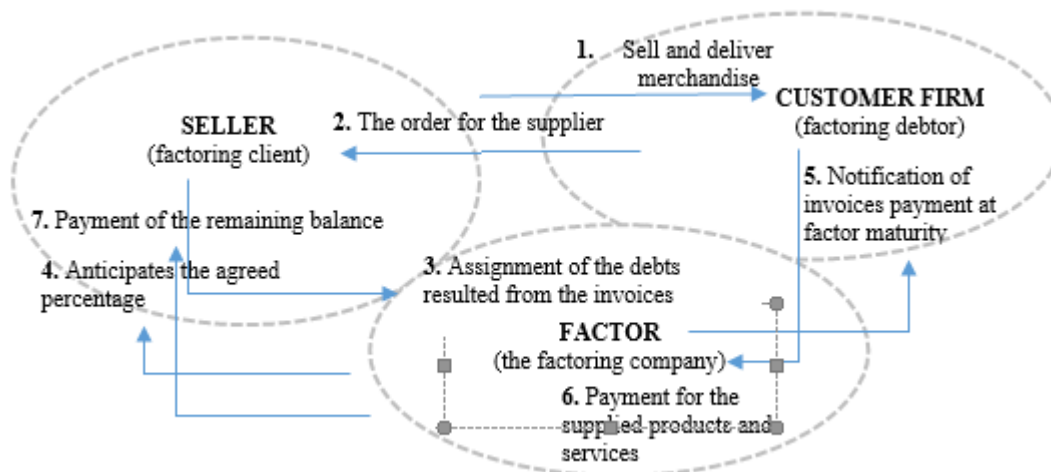 1. Sell and deliver
merchandise
CUSTOMER FIRM
(factoring debtor)
SELLER
(factoring client)
2. The order for the supplier
5. Notification of
invoices payment at
factor maturity
7. Payment of the remaining balance
4. Anticipates the agreed
percentage
3. Assignment of the debts
resulted from the invoices
FACTOR
(the factoring company)
6. Payment for the
supplied products and
services